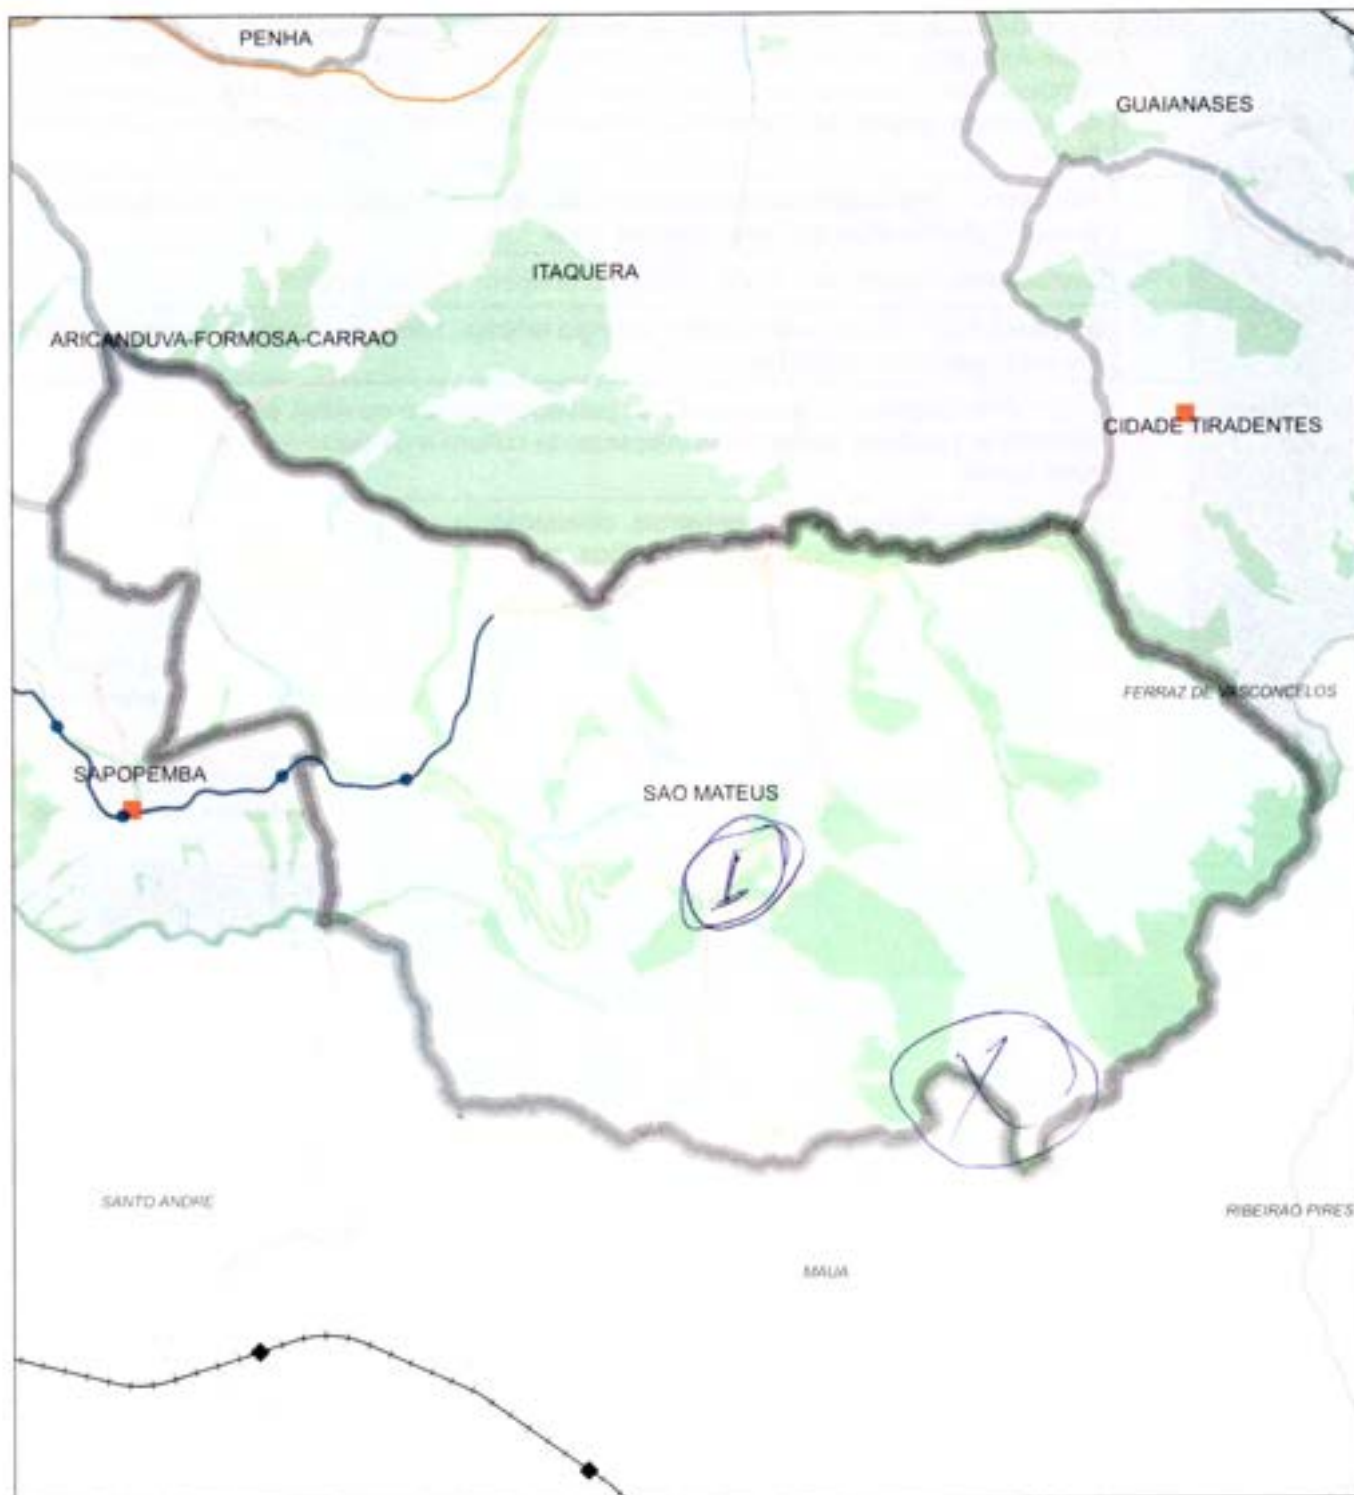 PENHA
GUAIANASES
ITAQUERA
ARICANDUVA-FORMOSA-CARRAO
CIDADE TIRADENTES
FERRAZ DE VASCONCELOS
SAPOPEMBA
SAO MATEUS
1
X
SANTO ANDRE
RIBEIRAO PIRES
MAUA